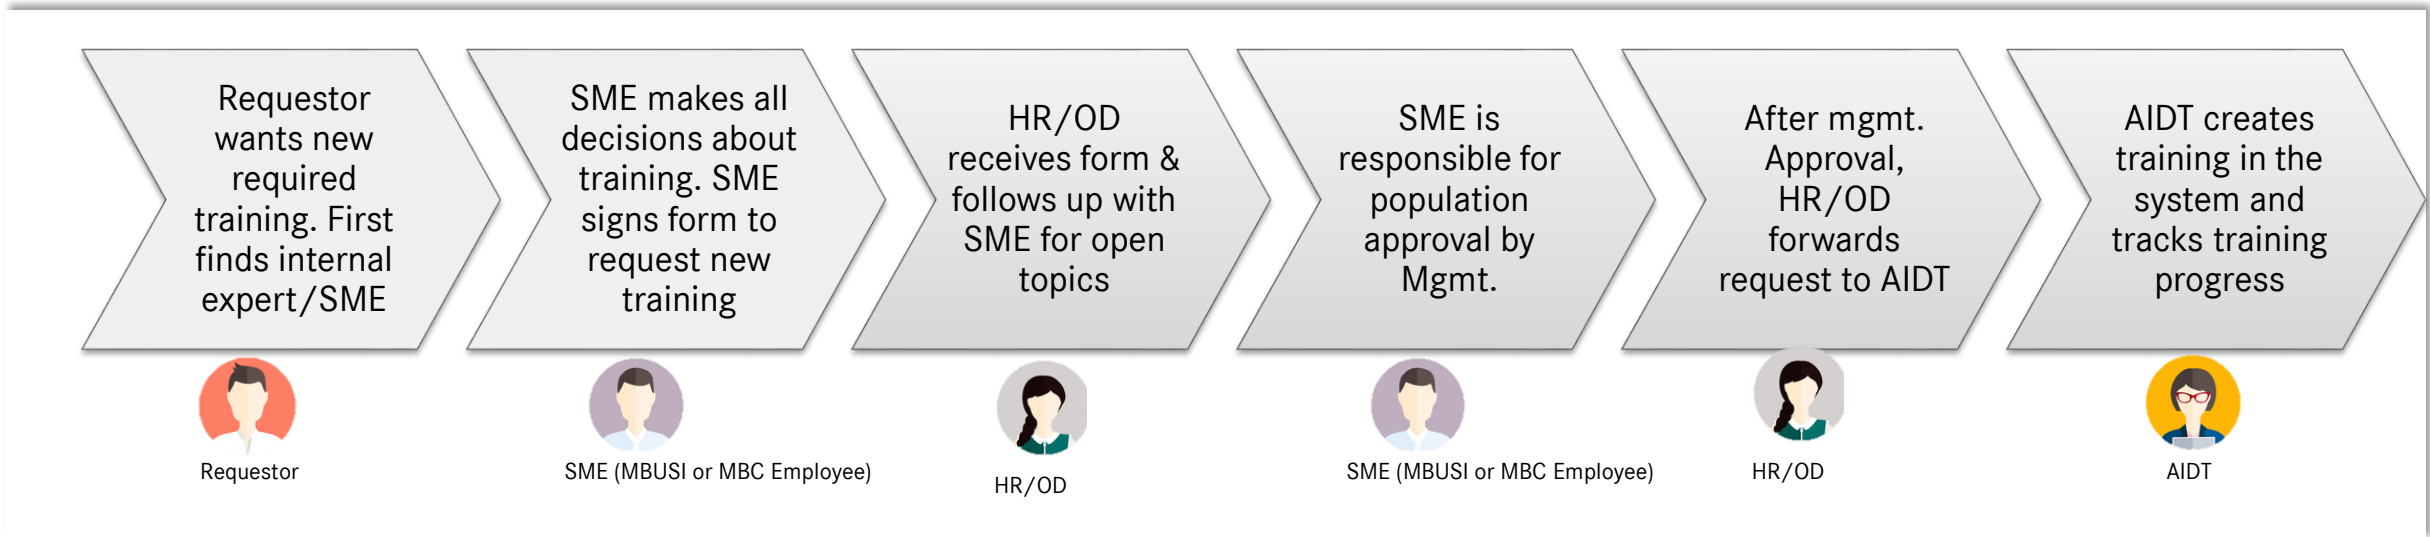 Requestor
wants new
required
training. First
finds internal
expert/SME
SME makes all
decisions about
training. SME
signs form to
request new
training
HR/OD
receives form &
follows up with
SME for open
topics
SME is
responsible for
population
approval by
Mgmt.
After mgmt.
Approval,
HR/OD
forwards
request to AIDT
AIDT creates
training in the
system and
tracks training
progress
Requestor
SME (MBUSI or MBC Employee)
HR/OD
SME (MBUSI or MBC Employee)
HR/OD
AIDT